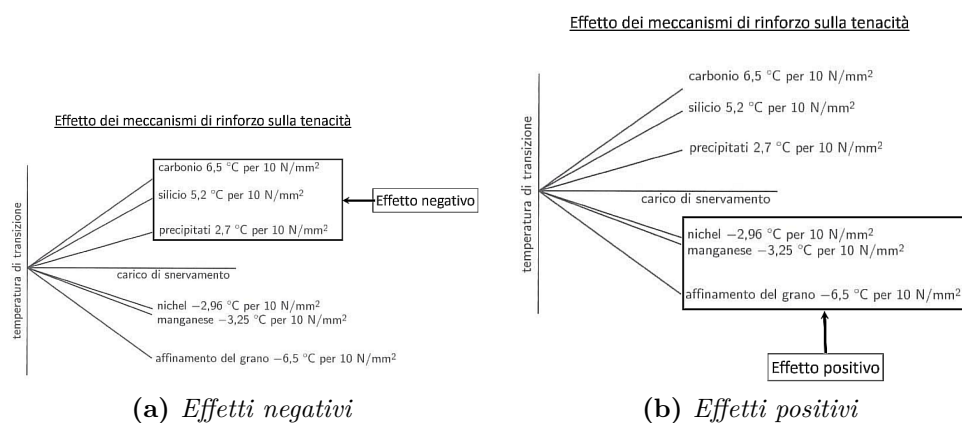 Effetto dei meccanismi di rinforzo sulla tenacità
temperatura di transizione
carbonio 6,5 °C per 10 N/mm²
silicio 5,2 °C per 10 N/mm²
precipitati 2,7 °C per 10 N/mm²
Effetto negativo
carico di snervamento
nichel −2,96 °C per 10 N/mm²
manganese −3,25 °C per 10 N/mm²
affinamento del grano −6,5 °C per 10 N/mm²
(a) Effetti negativi
Effetto dei meccanismi di rinforzo sulla tenacità
temperatura di transizione
carbonio 6,5 °C per 10 N/mm²
silicio 5,2 °C per 10 N/mm²
precipitati 2,7 °C per 10 N/mm²
carico di snervamento
nichel −2,96 °C per 10 N/mm²
manganese −3,25 °C per 10 N/mm²
affinamento del grano −6,5 °C per 10 N/mm²
Effetto positivo
(b) Effetti positivi